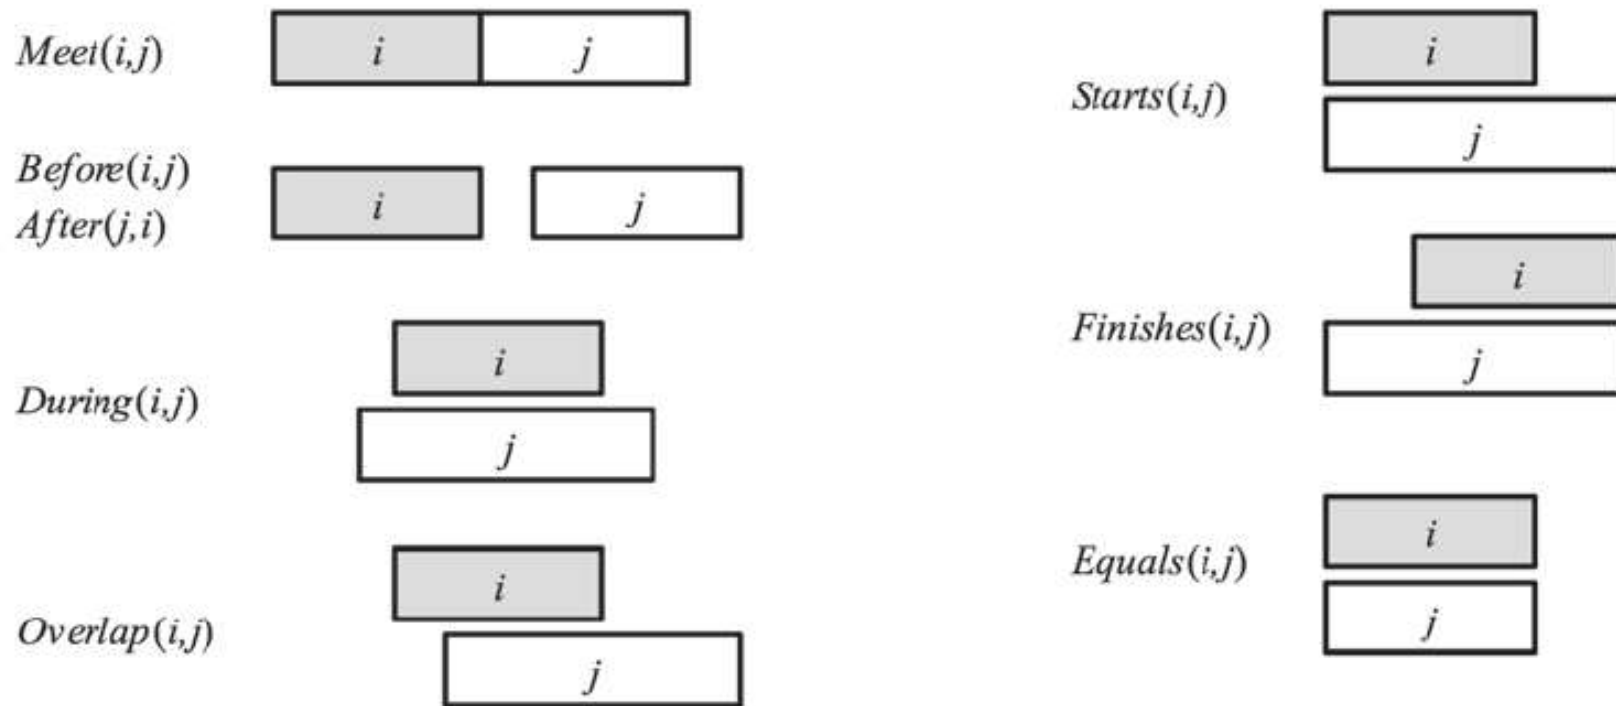 Meet(i,j)
i
j
Before(i,j)
After(j,i)
i
j
During(i,j)
i
j
Overlap(i,j)
i
j
Starts(i,j)
i
j
Finishes(i,j)
i
j
Equals(i,j)
i
j